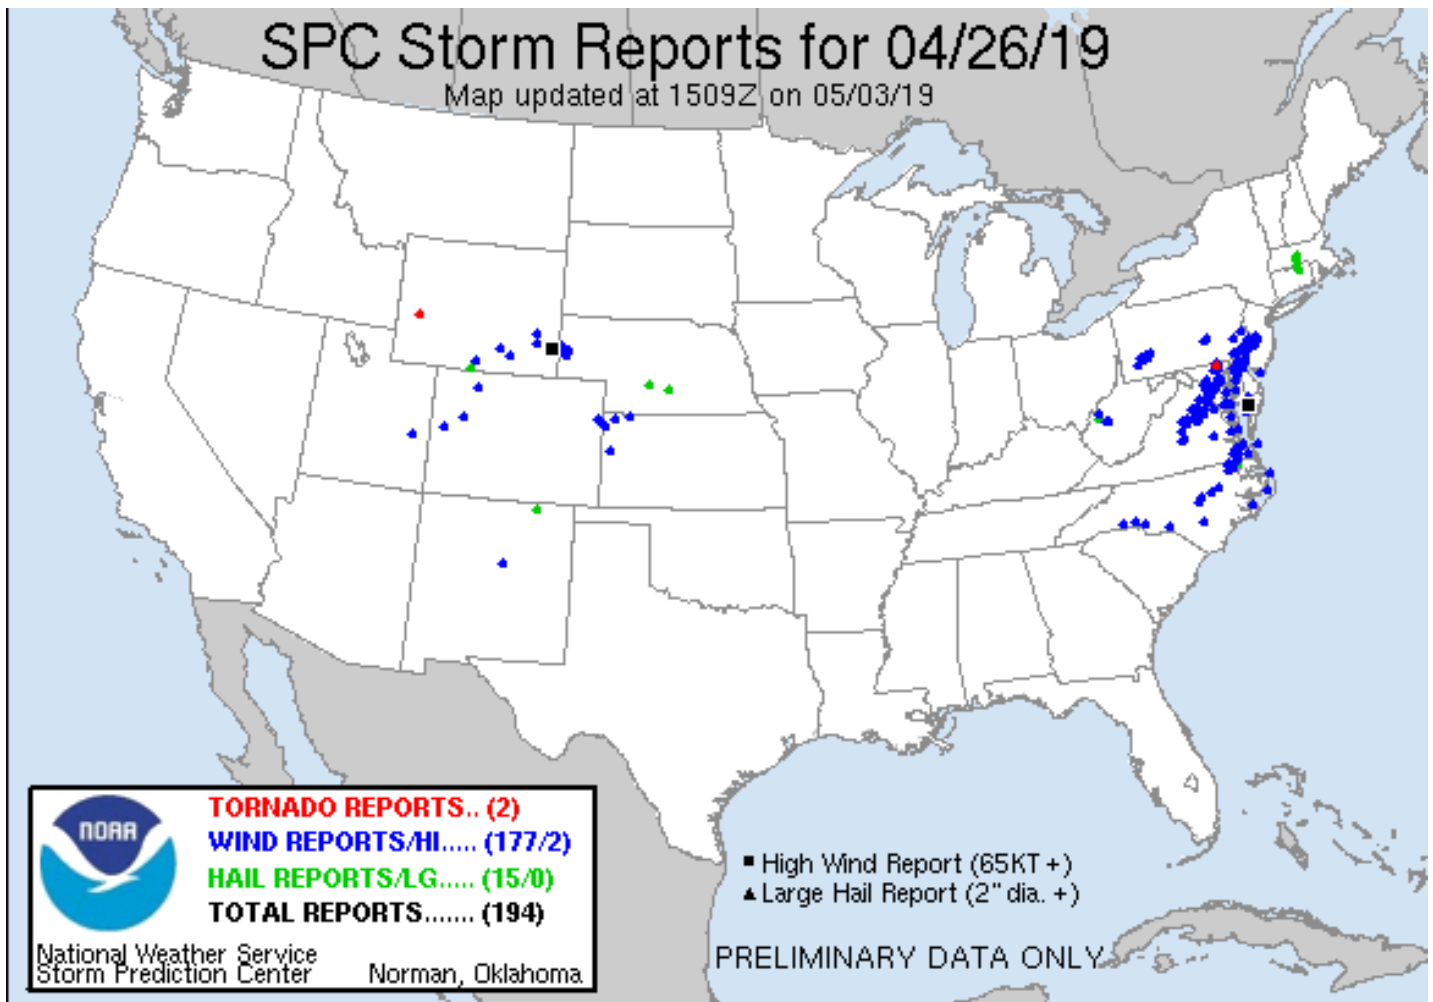 SPC Storm Reports for 04/26/19
Map updated at 1509Z on 05/03/19
NOAA
TORNADO REPORTS.. (2)
WIND REPORTS/HI..... (177/2)
HAIL REPORTS/LG..... (15/0)
TOTAL REPORTS....... (194)
National Weather Service
Storm Prediction Center Norman, Oklahoma
High Wind Report (65KT +)
Large Hail Report (2" dia. +)
PRELIMINARY DATA ONLY